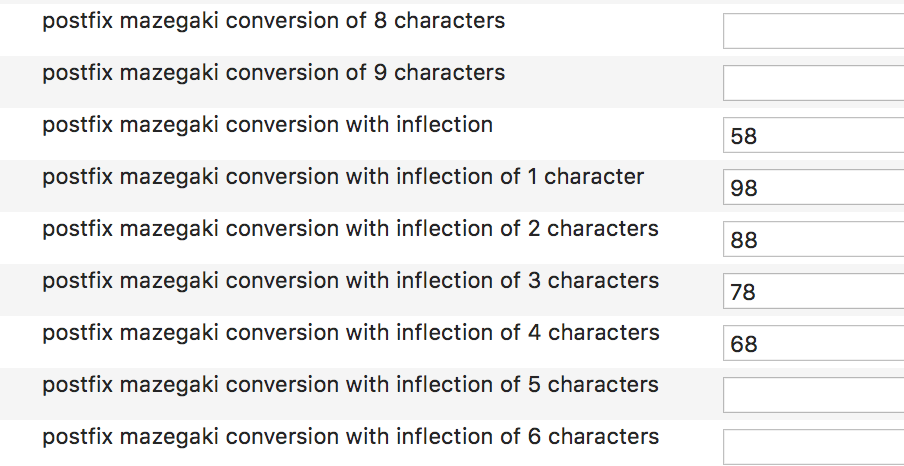 postfix mazegaki conversion of 8 characters
postfix mazegaki conversion of 9 characters
postfix mazegaki conversion with inflection 58
postfix mazegaki conversion with inflection of 1 character 98
postfix mazegaki conversion with inflection of 2 characters 88
postfix mazegaki conversion with inflection of 3 characters 78
postfix mazegaki conversion with inflection of 4 characters 68
postfix mazegaki conversion with inflection of 5 characters
postfix mazegaki conversion with inflection of 6 characters